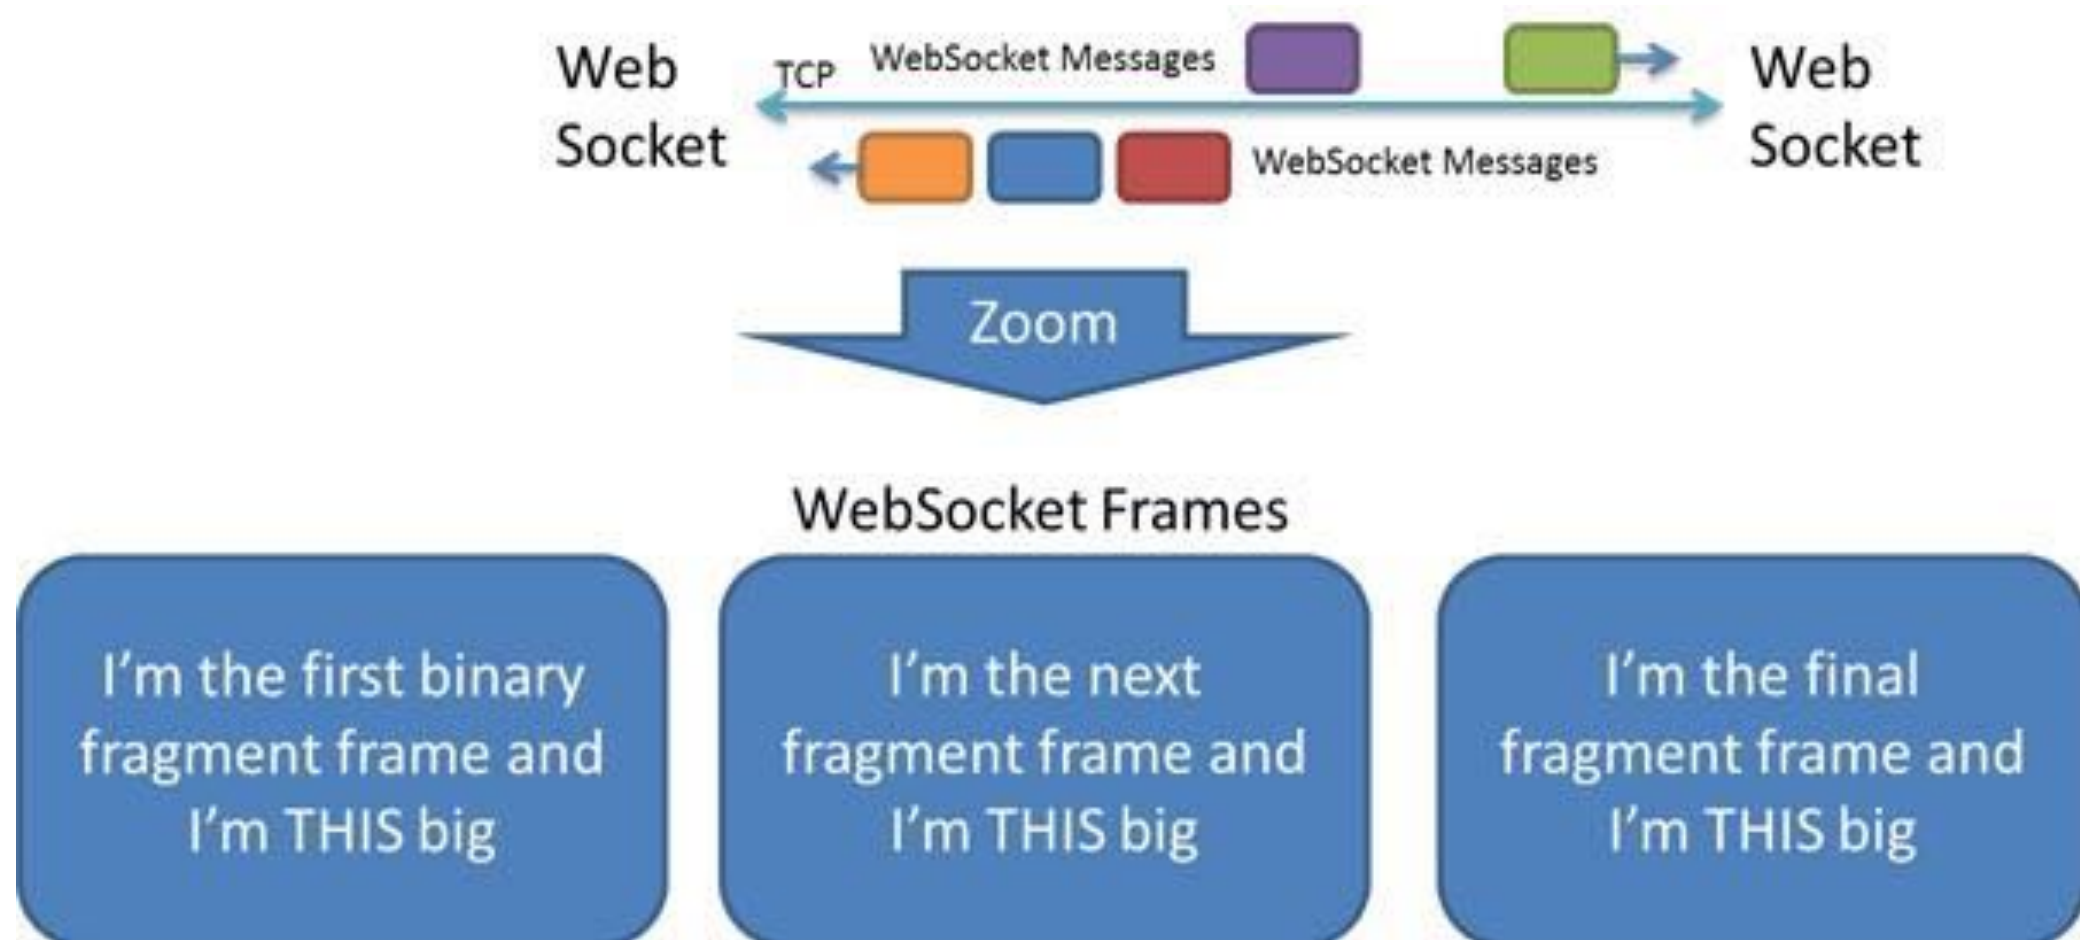 Web
Socket
TCP
WebSocket Messages
Web
Socket
WebSocket Messages
Zoom
WebSocket Frames
I’m the first binary
fragment frame and
I’m THIS big
I’m the next
fragment frame and
I’m THIS big
I’m the final
fragment frame and
I’m THIS big